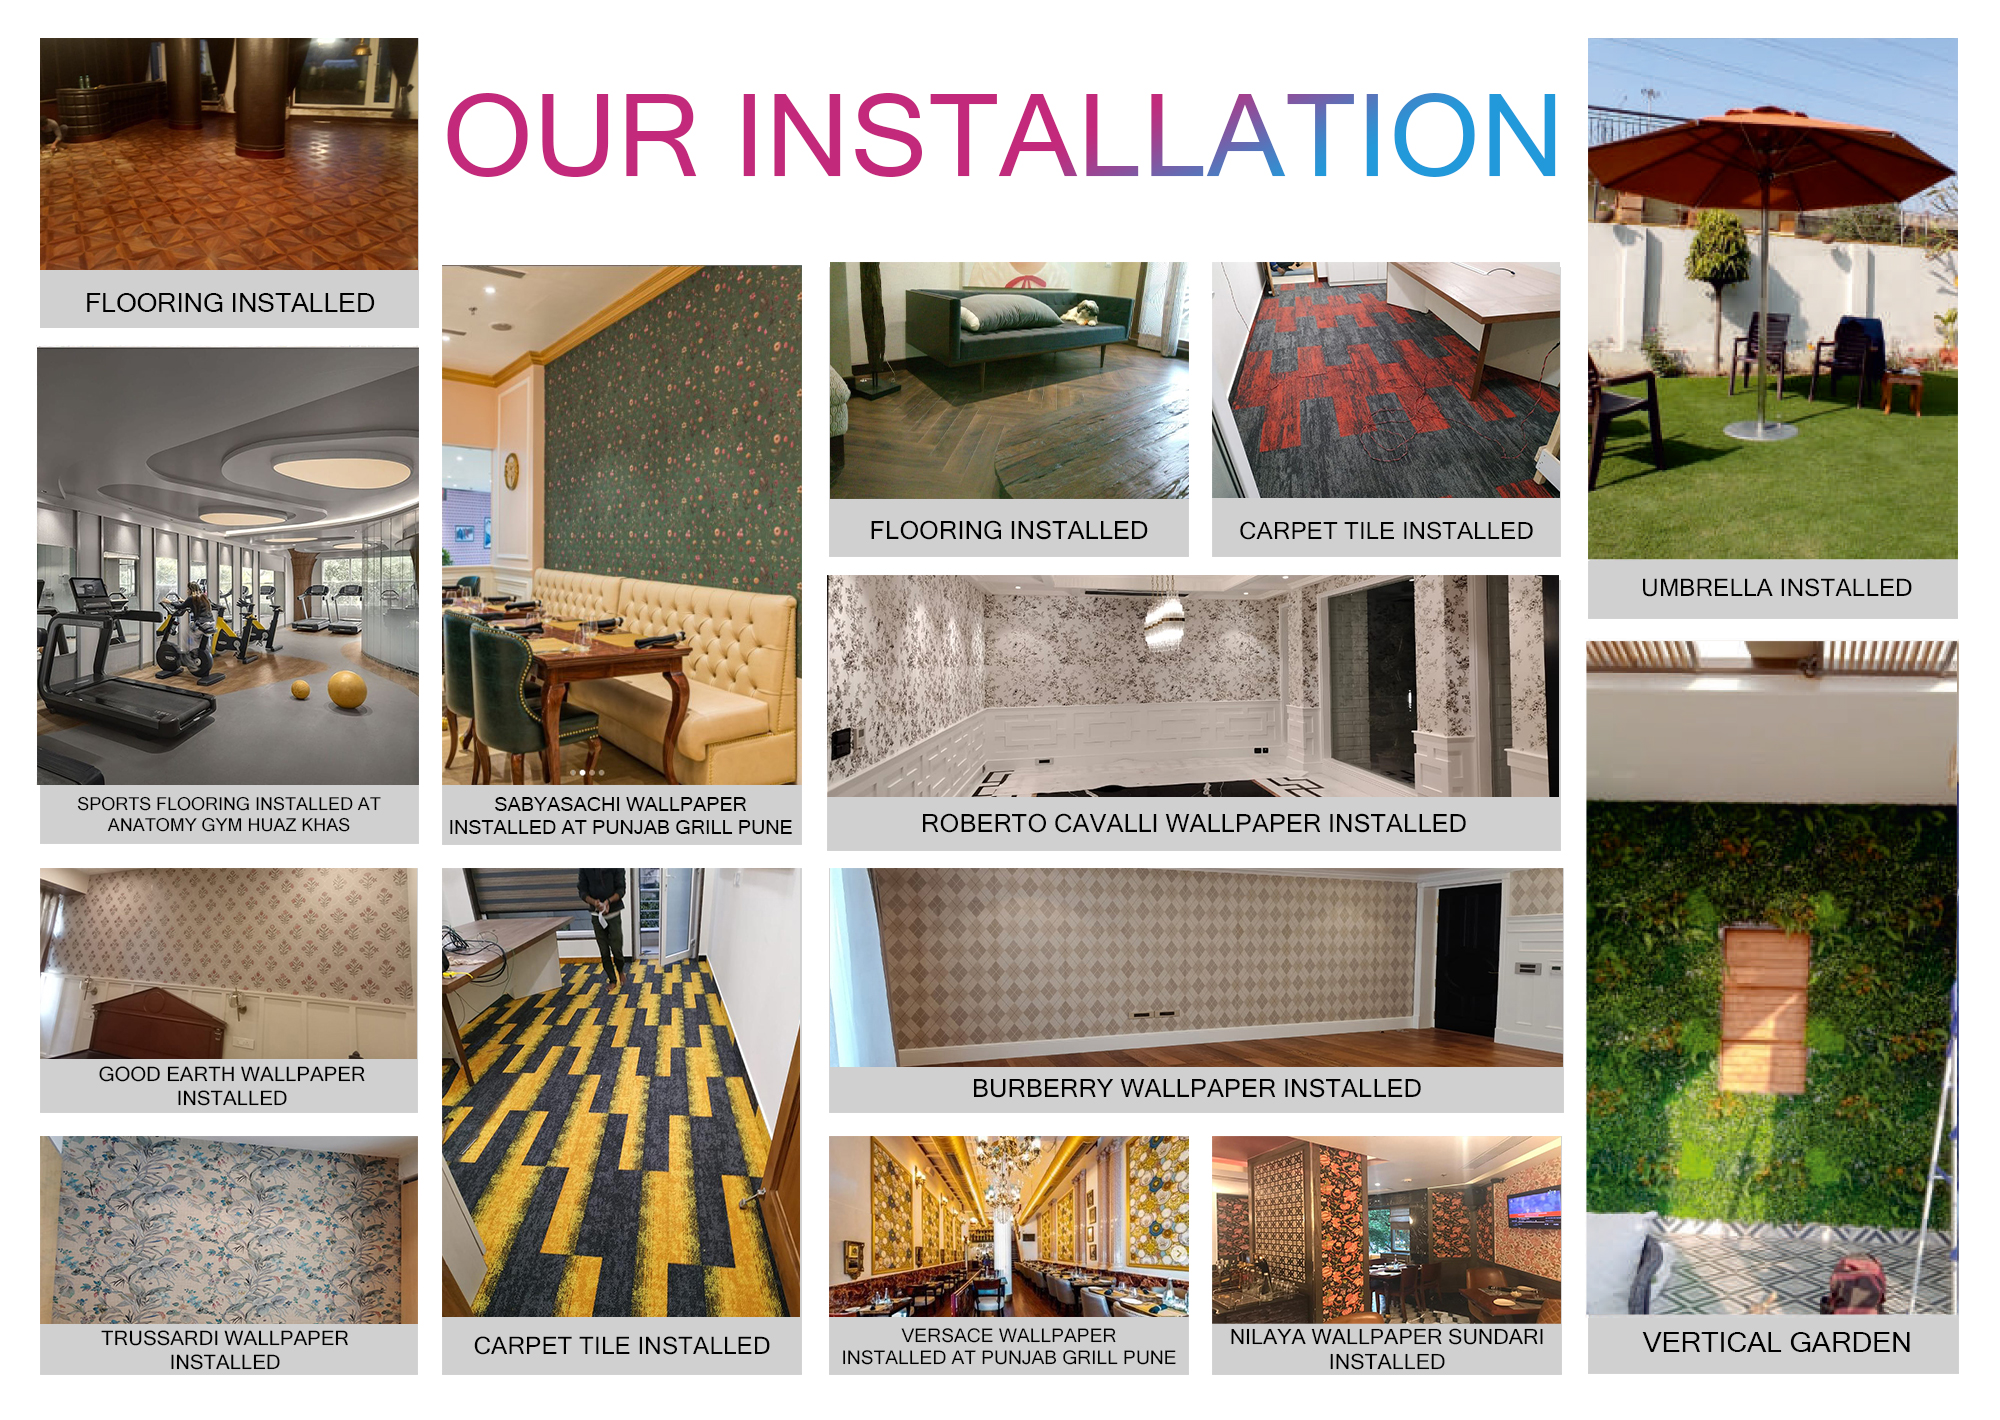 OUR INSTALLATION
FLOORING INSTALLED
SPORTS FLOORING INSTALLED AT
ANATOMY GYM HUAZ KHAS
SABYASACHI WALLPAPER
INSTALLED AT PUNJAB GRILL PUNE
FLOORING INSTALLED
CARPET TILE INSTALLED
UMBRELLA INSTALLED
ROBERTO CAVALLI WALLPAPER INSTALLED
GOOD EARTH WALLPAPER
INSTALLED
BURBERRY WALLPAPER INSTALLED
TRUSSARDI WALLPAPER
INSTALLED
CARPET TILE INSTALLED
VERSACE WALLPAPER
INSTALLED AT PUNJAB GRILL PUNE
NILAYA WALLPAPER SUNDARI
INSTALLED
VERTICAL GARDEN